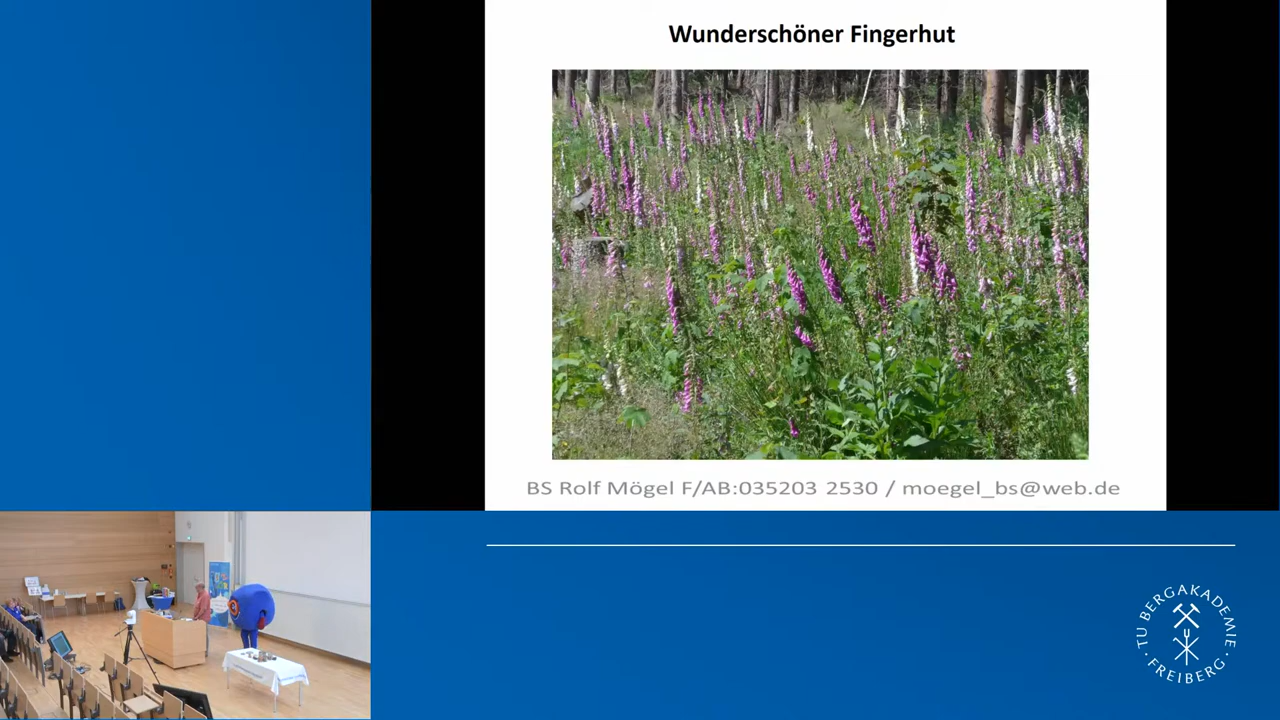 Wunderschöner Fingerhut
BS Rolf Mögel F/AB:035203 2530 / moegel_bs@web.de
TU BERGAKADEMIE
FREIBERG